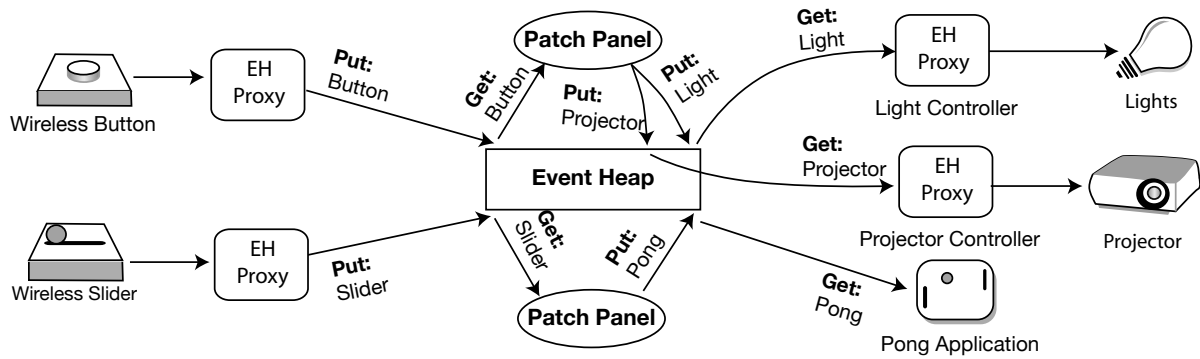 Wireless Button
EH
Proxy
Put:
Button
Get:
Button
Patch Panel
Put:
Projector
Put:
Light
Event Heap
Get:
Light
EH
Proxy
Light Controller
Lights
Get:
Projector
EH
Proxy
Projector Controller
Projector
Wireless Slider
EH
Proxy
Put:
Slider
Get:
Slider
Patch Panel
Put:
Pong
Get:
Pong
Pong Application